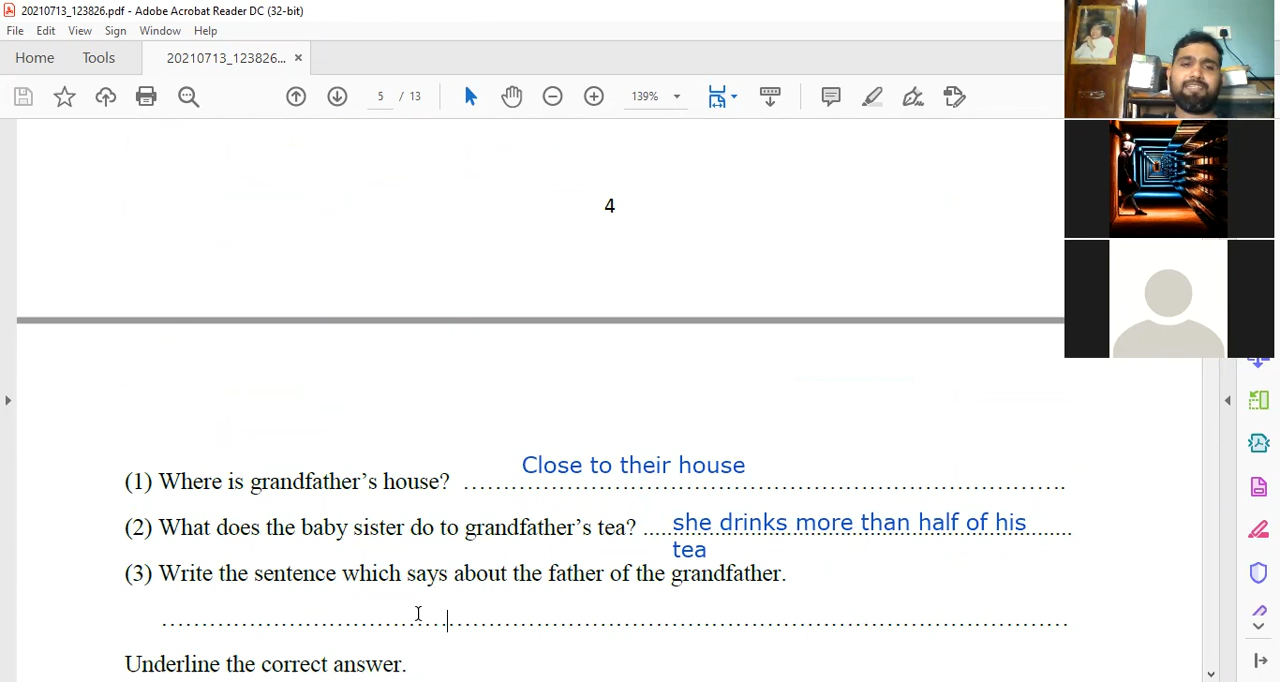 20210713_123826.pdf - Adobe Acrobat Reader DC (32-bit)
File Edit View Sign Window Help
Home Tools 20210713_123826... ×
5 / 13 139%
4
(1) Where is grandfather’s house? ........................................................................
Close to their house
(2) What does the baby sister do to grandfather’s tea? ........................................................................
she drinks more than half of his
tea
(3) Write the sentence which says about the father of the grandfather.
........................................................................................................................
Underline the correct answer.